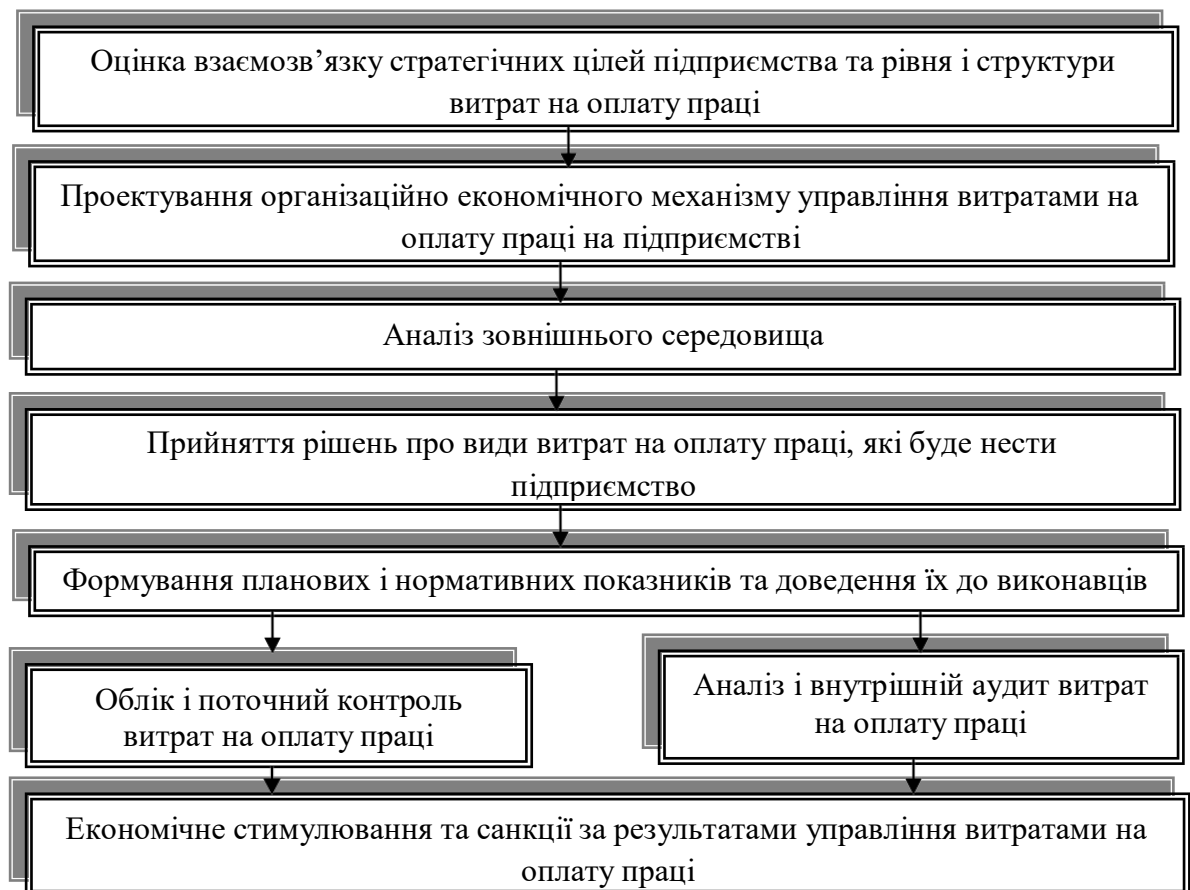 Оцінка взаємозв’язку стратегічних цілей підприємства та рівня і структури
витрат на оплату праці
Проектування організаційно економічного механізму управління витратами на
оплату праці на підприємстві
Аналіз зовнішнього середовища
Прийняття рішень про види витрат на оплату праці, які буде нести
підприємство
Формування планових і нормативних показників та доведення їх до виконавців
Облік і поточний контроль
витрат на оплату праці
Аналіз і внутрішній аудит витрат
на оплату праці
Економічне стимулювання та санкції за результатами управління витратами на
оплату праці